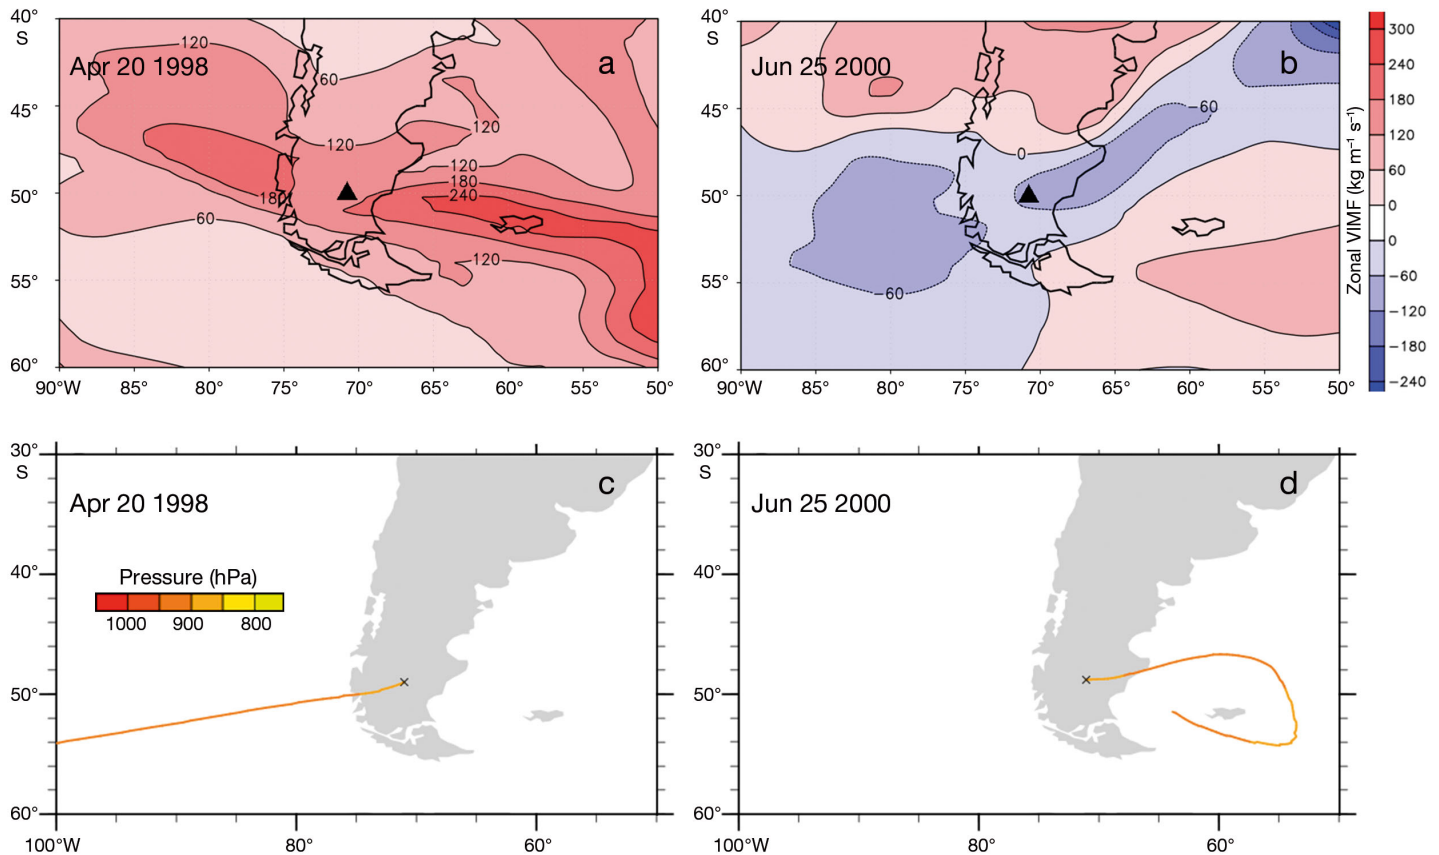 Apr 20 1998
a
40°
S
45°
50°
55°
60°
90°W 85° 80° 75° 70° 65° 60° 55° 50°
120
60
120
120
120
180
240
180
60
120
Jun 25 2000
b
40°
S
45°
50°
55°
60°
90°W 85° 80° 75° 70° 65° 60° 55° 50°
−60
0
−60
Zonal VIMF (kg m⁻¹ s⁻¹)
300
240
180
120
60
0
0
−60
−120
−180
−240
Apr 20 1998
c
30°
S
40°
50°
60°
100°W 80° 60°
Pressure (hPa)
1000 900 800
Jun 25 2000
d
30°
S
40°
50°
60°
100°W 80° 60°